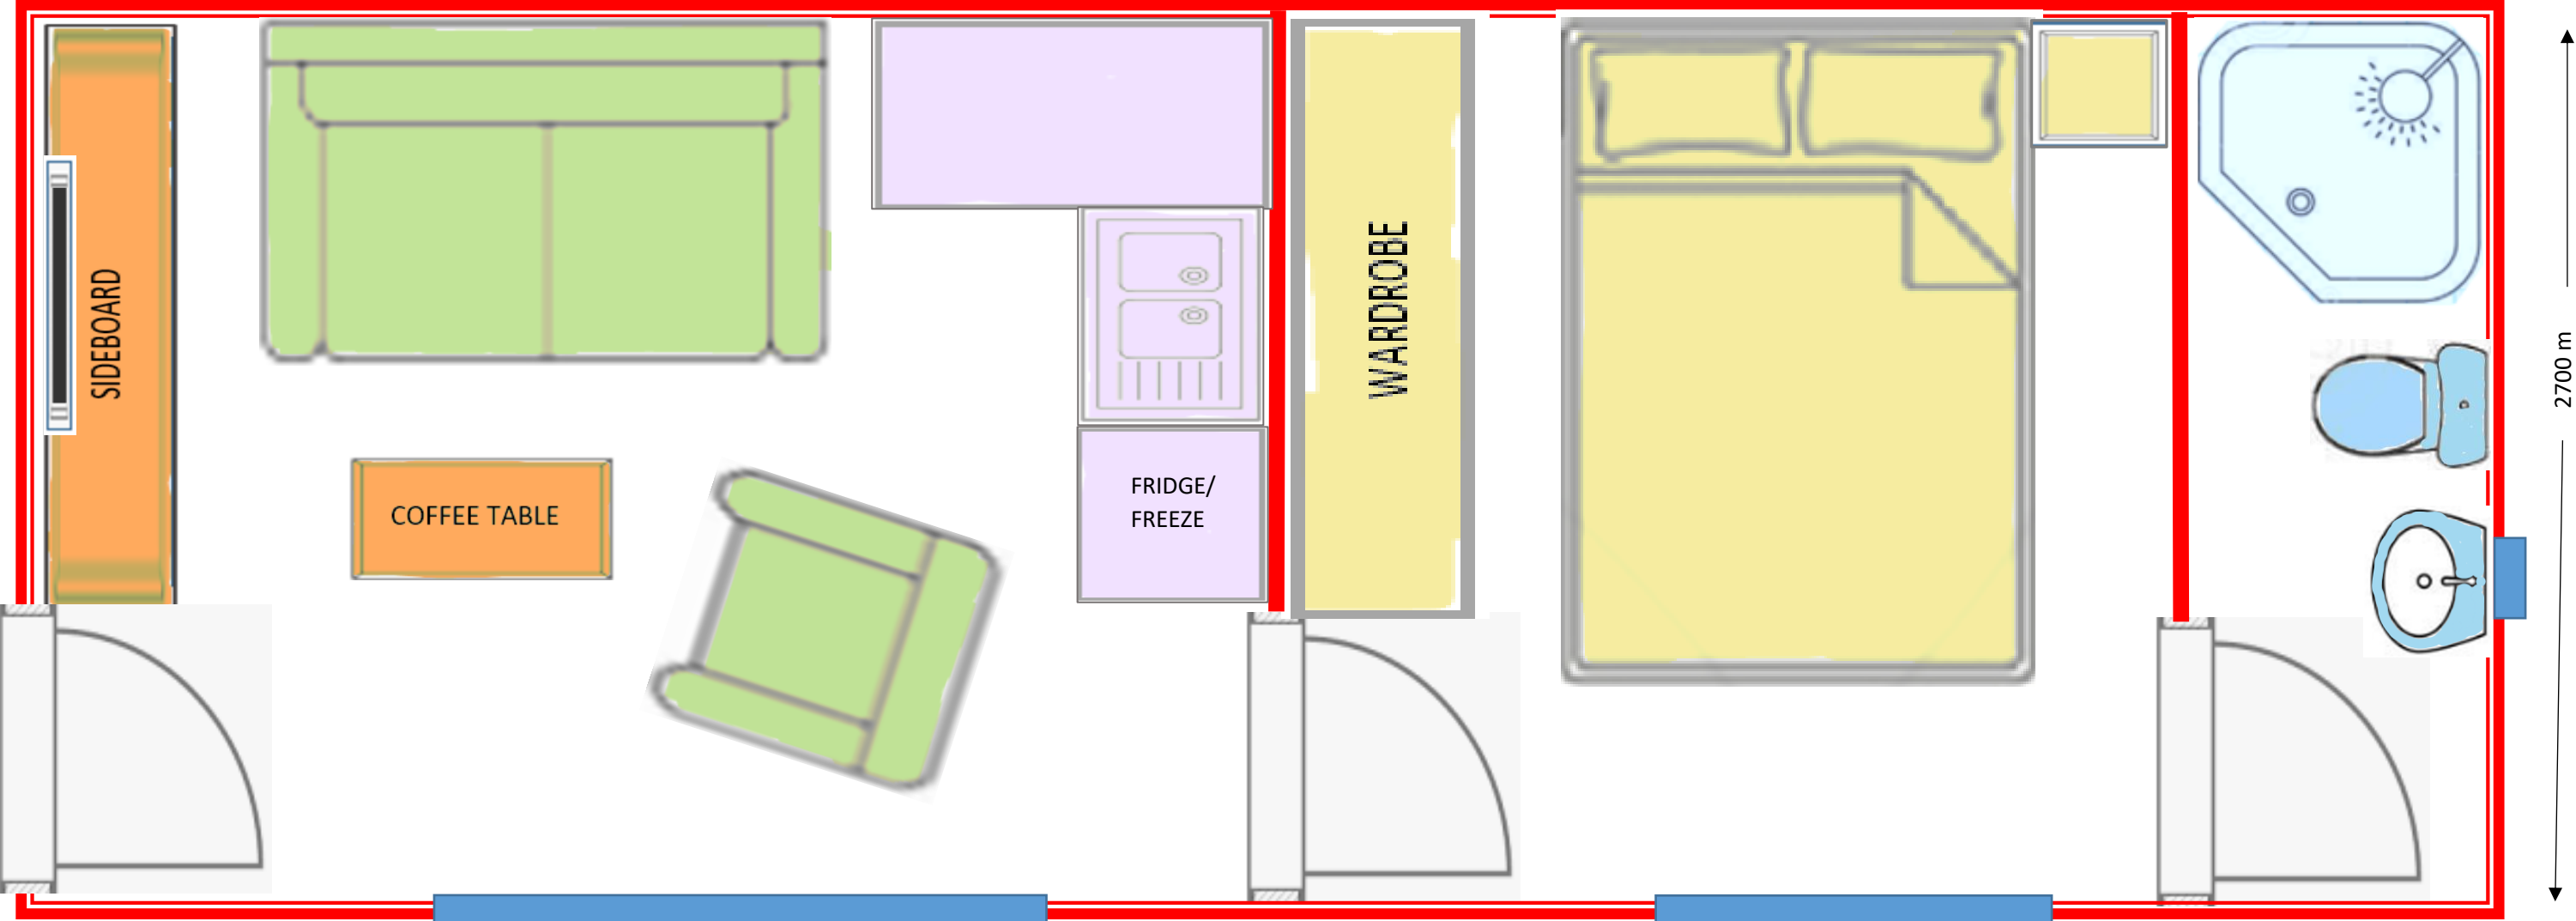 SIDEBOARD
COFFEE TABLE
FRIDGE/
FREEZE
WARDROBE
2700 m